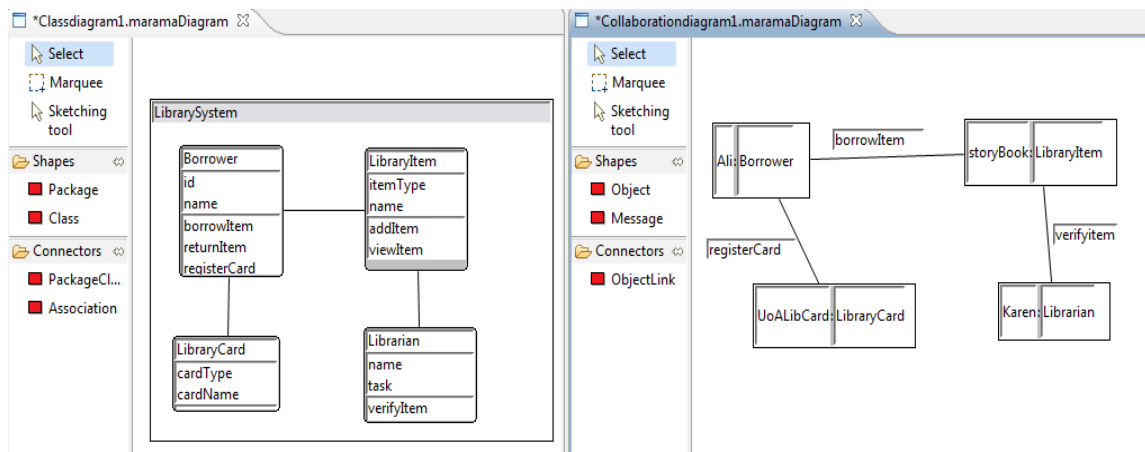 *Classdiagram1.maramaDiagram
Select
Marquee
Sketching
tool
Shapes
Package
Class
Connectors
PackageCl...
Association
LibrarySystem
Borrower
id
name
borrowItem
returnItem
registerCard
LibraryItem
itemType
name
addItem
viewItem
LibraryCard
cardType
cardName
Librarian
name
task
verifyItem
*Collaborationdiagram1.maramaDiagram
Select
Marquee
Sketching
tool
Shapes
Object
Message
Connectors
ObjectLink
Ali:Borrower
borrowItem
storyBook:LibraryItem
registerCard
verifyitem
UoALibCard:LibraryCard
Karen:Librarian